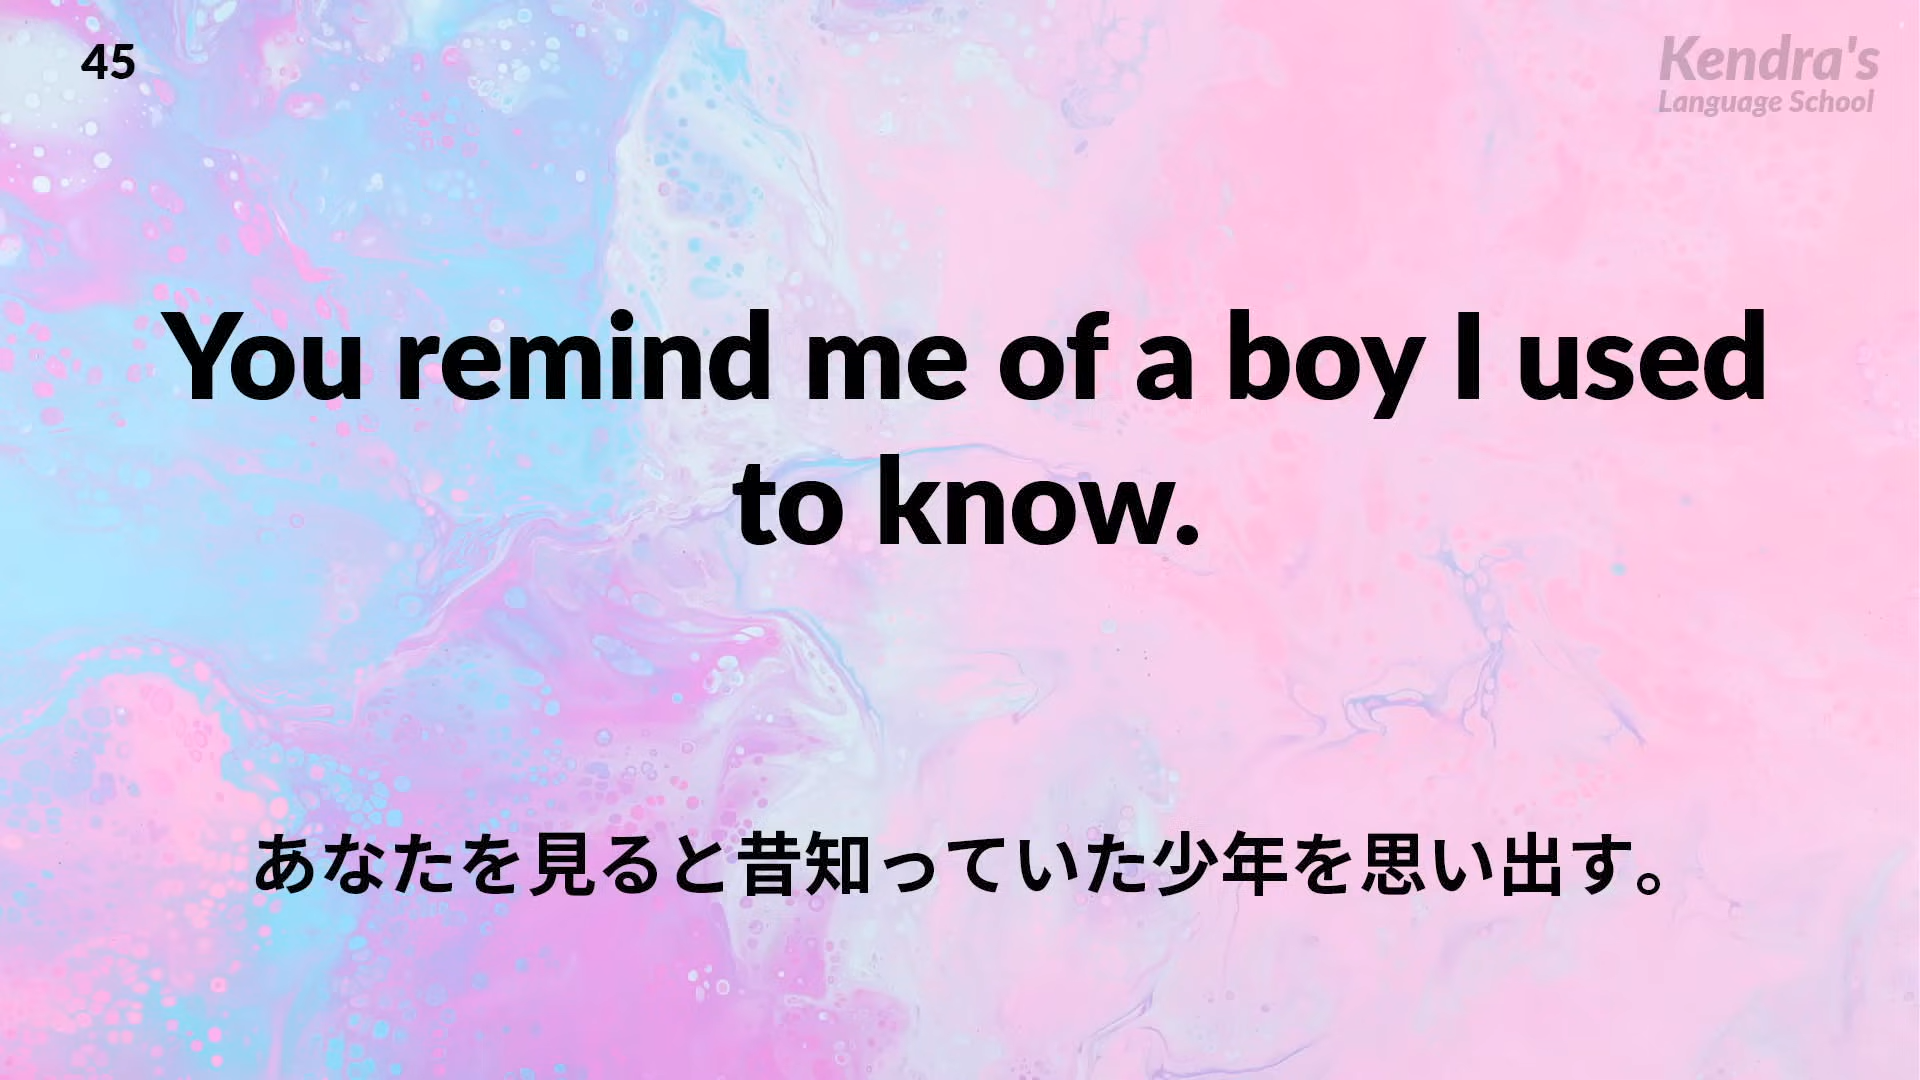 45
Kendra's
Language School
You remind me of a boy I used
to know.
あなたを見ると昔知っていた少年を思い出す。